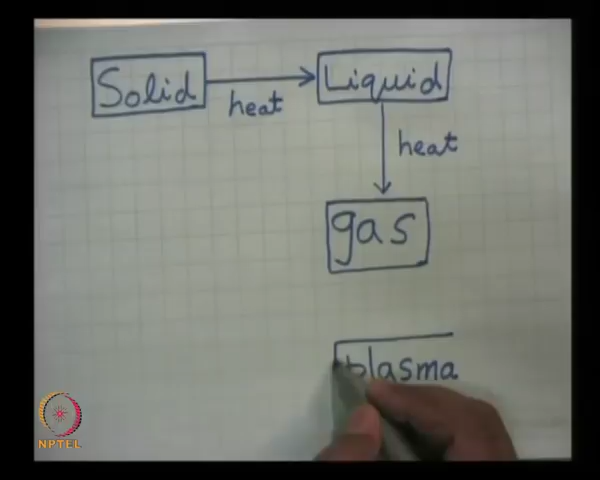 Solid
heat
Liquid
heat
gas
plasma
NPTEL